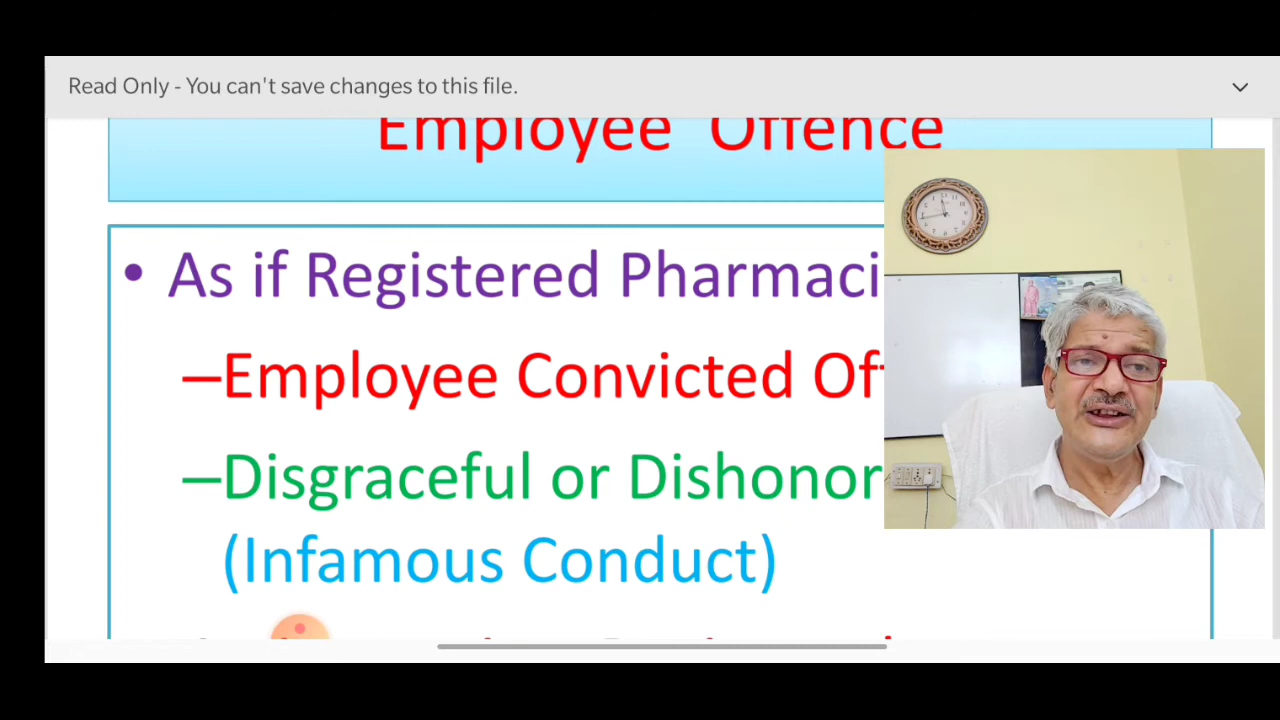 Read Only - You can't save changes to this file.
Employee Offence
• As if Registered Pharmaci
–Employee Convicted Of
–Disgraceful or Dishonor
(Infamous Conduct)